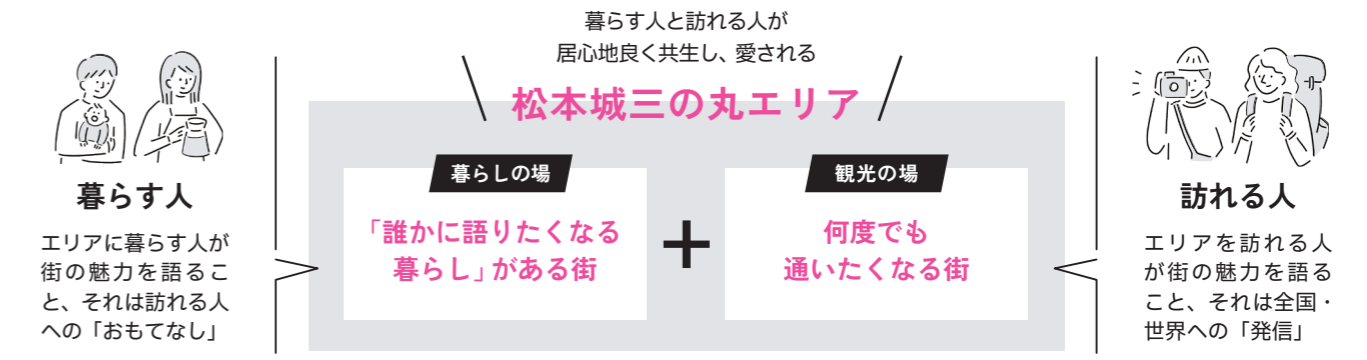 暮らす人と訪れる人が
居心地良く共生し、愛される
松本城三の丸エリア
暮らす人
エリアに暮らす人が
街の魅力を語るこ
と、それは訪れる人
への「おもてなし」
暮らしの場
「誰かに語りたくなる
暮らし」がある街
+
観光の場
何度でも
通いたくなる街
訪れる人
エリアを訪れる人
が街の魅力を語る
こと、それは全国・
世界への「発信」